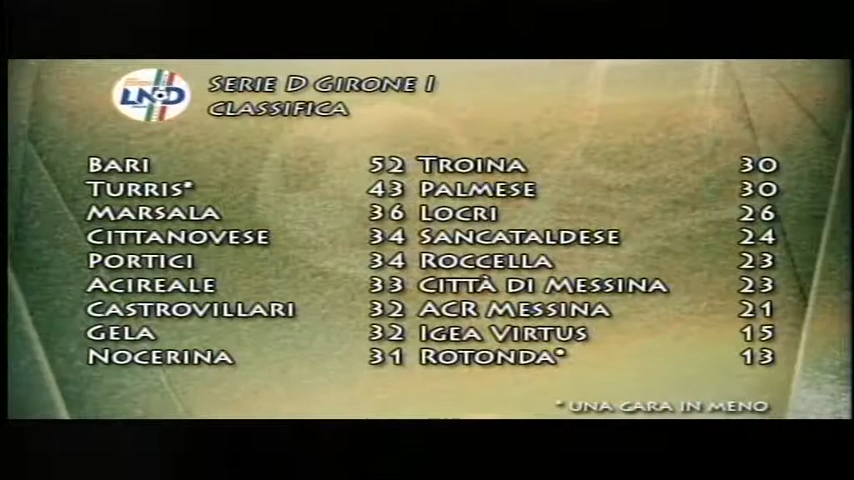 LND
SERIE D GIRONE I
CLASSIFICA
BARI 52
TURRIS* 43
MARSALA 36
CITTANOVESE 34
PORTICI 34
ACIREALE 33
CASTROVILLARI 32
GELA 32
NOCERINA 31
TROINA 30
PALMESE 30
LOCRI 26
SANCATALDESE 24
ROCCELLA 23
CITTÀ DI MESSINA 23
ACR MESSINA 21
IGEA VIRTUS 15
ROTONDA* 13
* UNA GARA IN MENO